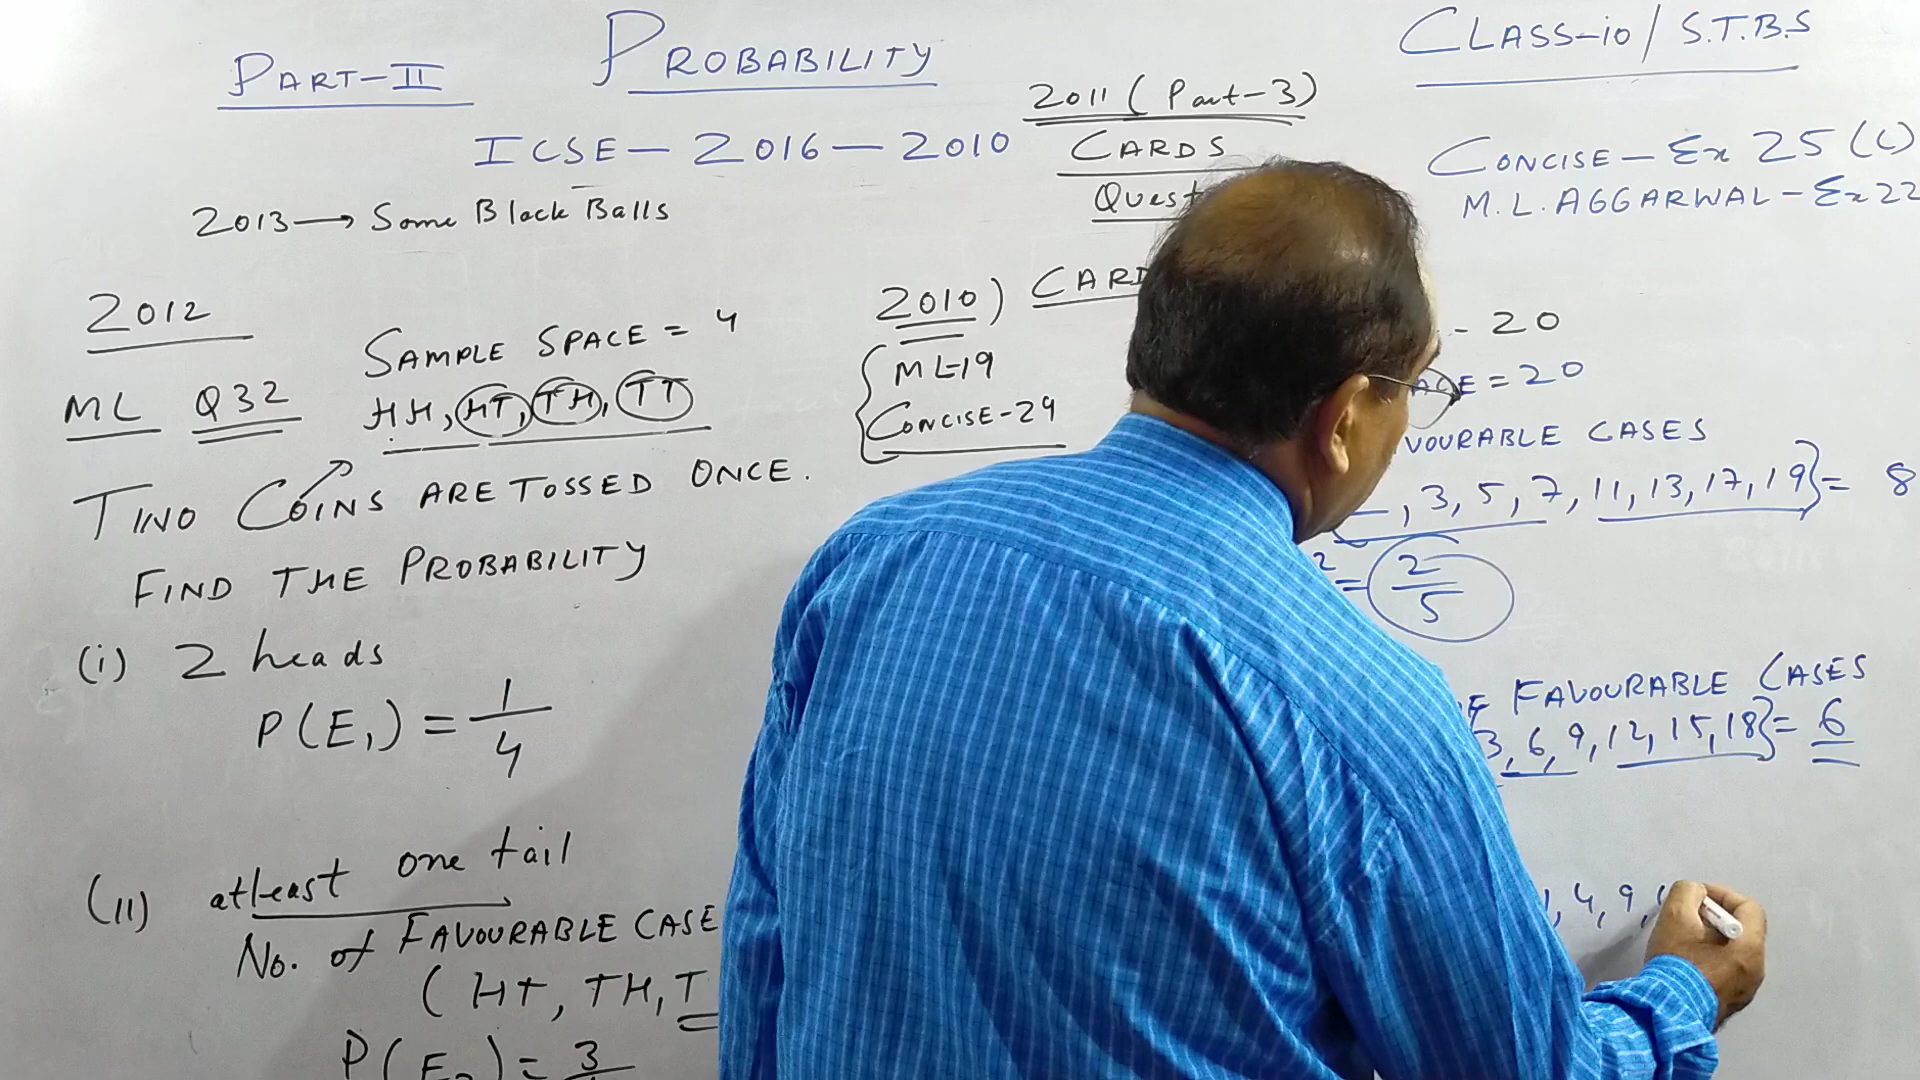 PART-II
PROBABILITY
CLASS-10/S.T.B.S
ICSE-2016-2010
2011 (Part-3)
CARDS
CONCISE-Ex 25(C)
M.L.AGGARWAL-Ex 22
2013→Some Black Balls
2012
SAMPLE SPACE = 4
ML Q32
HH, HT, TH, TT
TWO COINS ARE TOSSED ONCE.
FIND THE PROBABILITY
(i) 2 heads
P(E₁) = 1/4
(ii) atleast one tail
No. of FAVOURABLE CASE
(HT, TH, T
P(E₂) = 3
2010)
ML-19
CONCISE-29
- 20
= 20
CASES
, 3, 5, 7, 11, 13, 17, 19} = 8
= 2/5
FAVOURABLE CASES
3, 6, 9, 12, 15, 18} = 6
1, 4, 9,